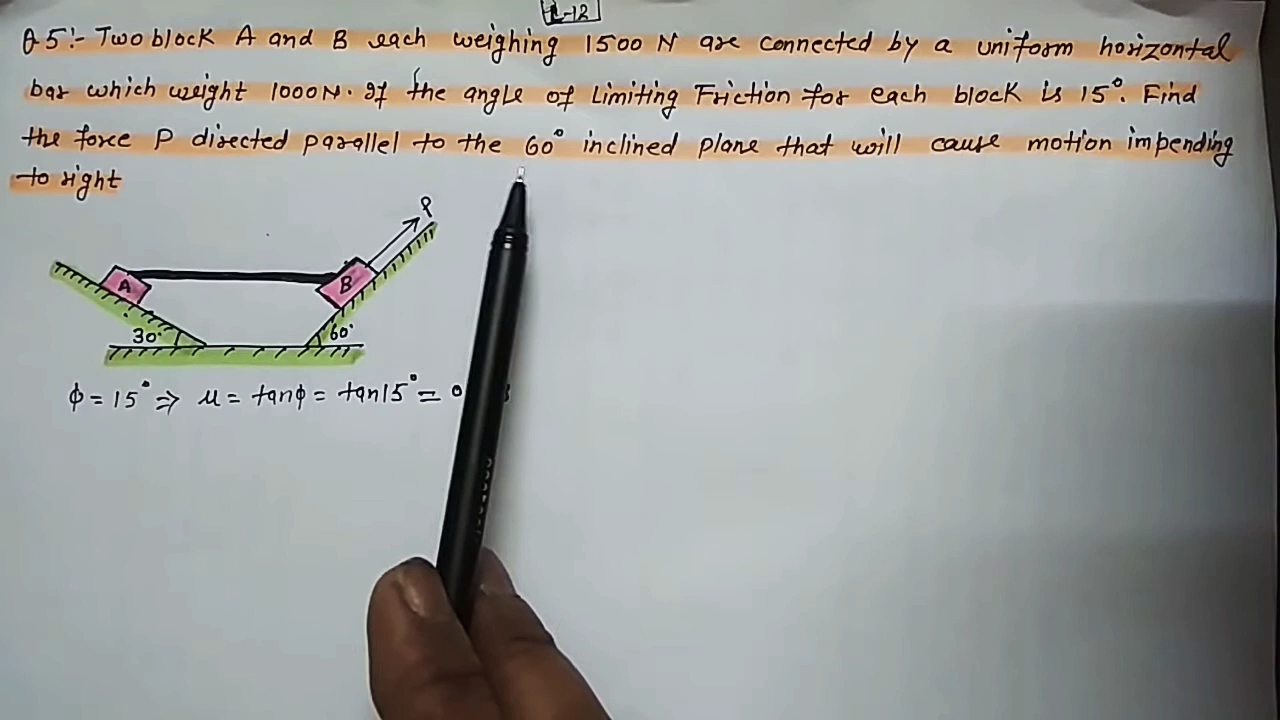 L-12
Q5:- Two block A and B each weighing 1500 N are connected by a uniform horizontal
bar which weight 1000N. If the angle of Limiting Friction for each block is 15°. Find
the force P directed parallel to the 60° inclined plane that will cause motion impending
to right
P
A
B
30°
60°
ϕ = 15° ⇒ μ = tanϕ = tan15° = 0